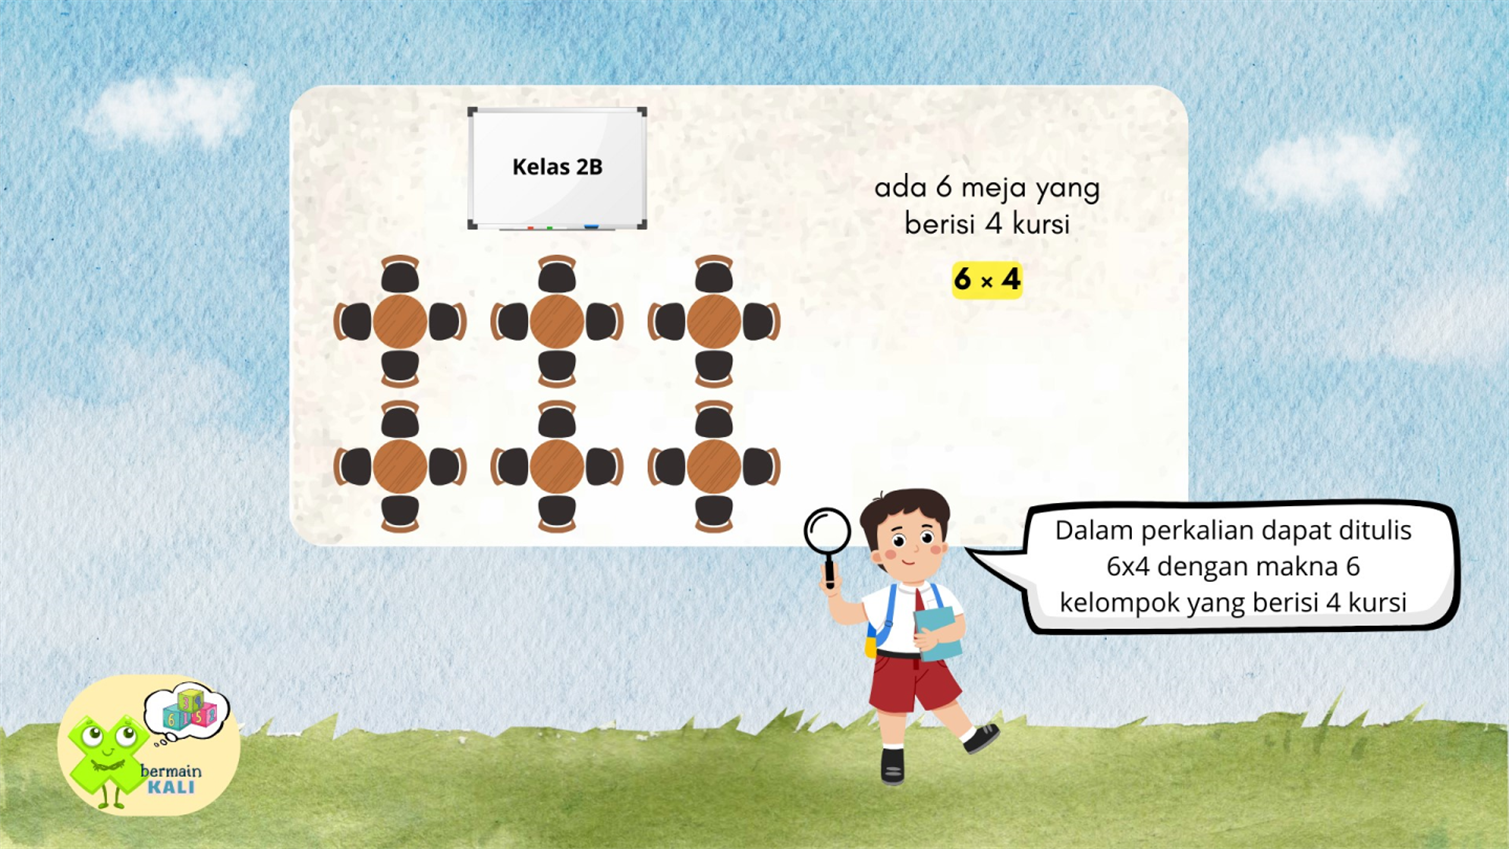 Kelas 2B
ada 6 meja yang
berisi 4 kursi
6 × 4
Dalam perkalian dapat ditulis
6x4 dengan makna 6
kelompok yang berisi 4 kursi
bermain
KALI